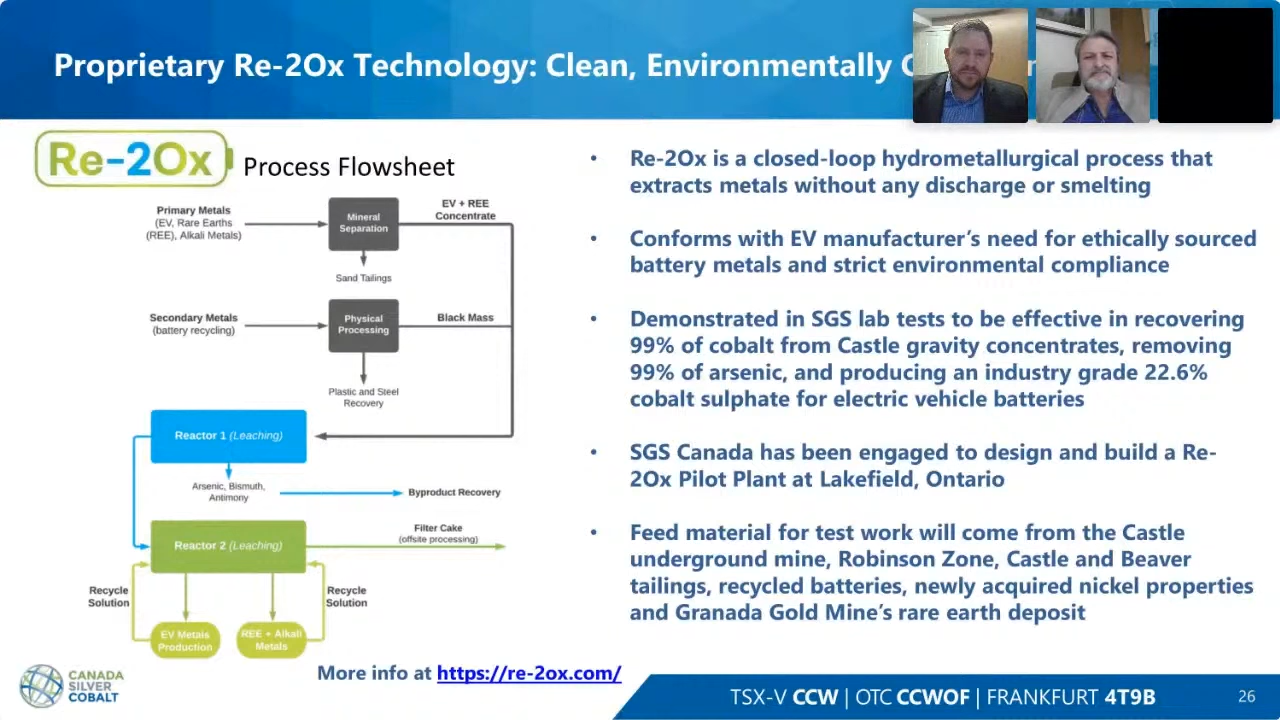 Proprietary Re-2Ox Technology: Clean, Environmentally
Re-2Ox
Process Flowsheet
Primary Metals
(EV, Rare Earths
(REE), Alkali Metals)
Mineral
Separation
EV + REE
Concentrate
Sand Tailings
Secondary Metals
(battery recycling)
Physical
Processing
Black Mass
Plastic and Steel
Recovery
Reactor 1 (Leaching)
Arsenic, Bismuth,
Antimony
Byproduct Recovery
Reactor 2 (Leaching)
Filter Cake
(offsite processing)
Recycle
Solution
Recycle
Solution
EV Metals
Production
REE + Alkali
Metals
More info at https://re-2ox.com/
• Re-2Ox is a closed-loop hydrometallurgical process that
extracts metals without any discharge or smelting
• Conforms with EV manufacturer's need for ethically sourced
battery metals and strict environmental compliance
• Demonstrated in SGS lab tests to be effective in recovering
99% of cobalt from Castle gravity concentrates, removing
99% of arsenic, and producing an industry grade 22.6%
cobalt sulphate for electric vehicle batteries
• SGS Canada has been engaged to design and build a Re-
2Ox Pilot Plant at Lakefield, Ontario
• Feed material for test work will come from the Castle
underground mine, Robinson Zone, Castle and Beaver
tailings, recycled batteries, newly acquired nickel properties
and Granada Gold Mine's rare earth deposit
CANADA
SILVER
COBALT
TSX-V CCW | OTC CCWOF | FRANKFURT 4T9B
26